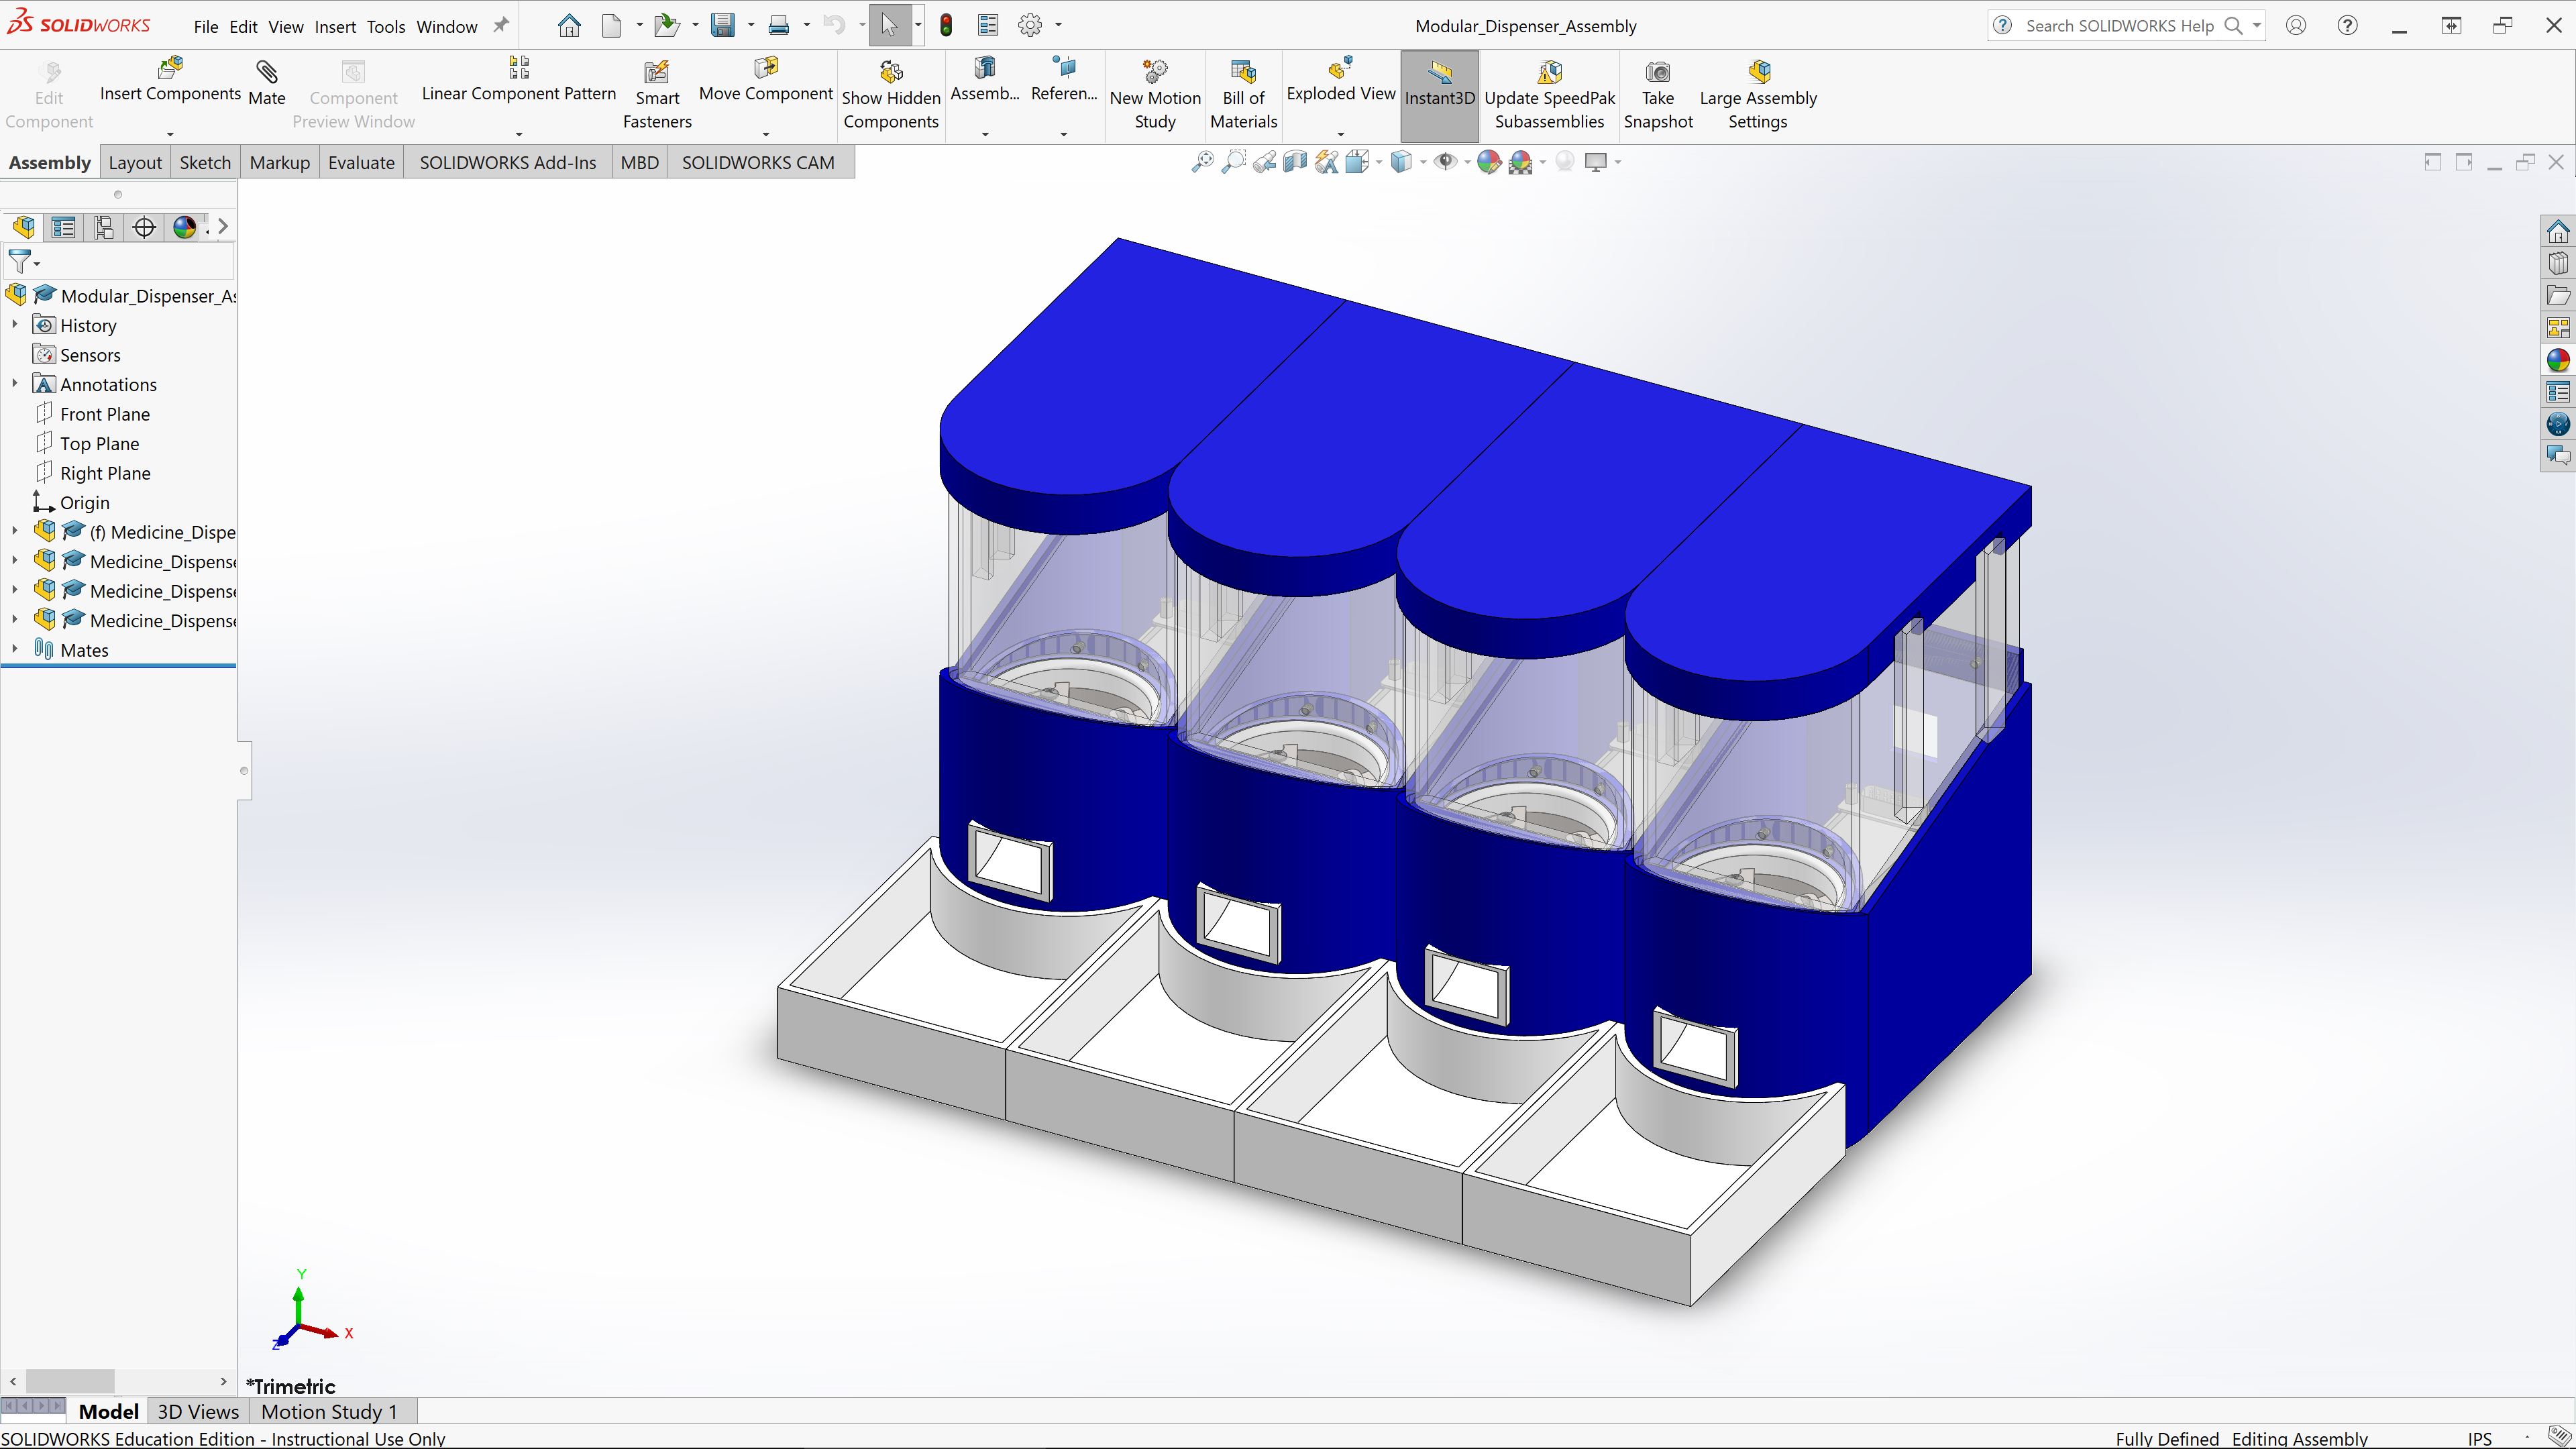 SOLIDWORKS File Edit View Insert Tools Window Modular_Dispenser_Assembly Search SOLIDWORKS Help
Edit Component
Insert Components
Mate
Component Preview Window
Linear Component Pattern
Smart Fasteners
Move Component
Show Hidden Components
Assemb...
Referen...
New Motion Study
Bill of Materials
Exploded View
Instant3D
Update SpeedPak Subassemblies
Take Snapshot
Large Assembly Settings
Assembly Layout Sketch Markup Evaluate SOLIDWORKS Add-Ins MBD SOLIDWORKS CAM
Modular_Dispenser_As
History
Sensors
Annotations
Front Plane
Top Plane
Right Plane
Origin
(f) Medicine_Dispe
Medicine_Dispense
Medicine_Dispense
Medicine_Dispense
Mates
Y
X
Z
*Trimetric
Model 3D Views Motion Study 1
SOLIDWORKS Education Edition - Instructional Use Only Fully Defined Editing Assembly IPS